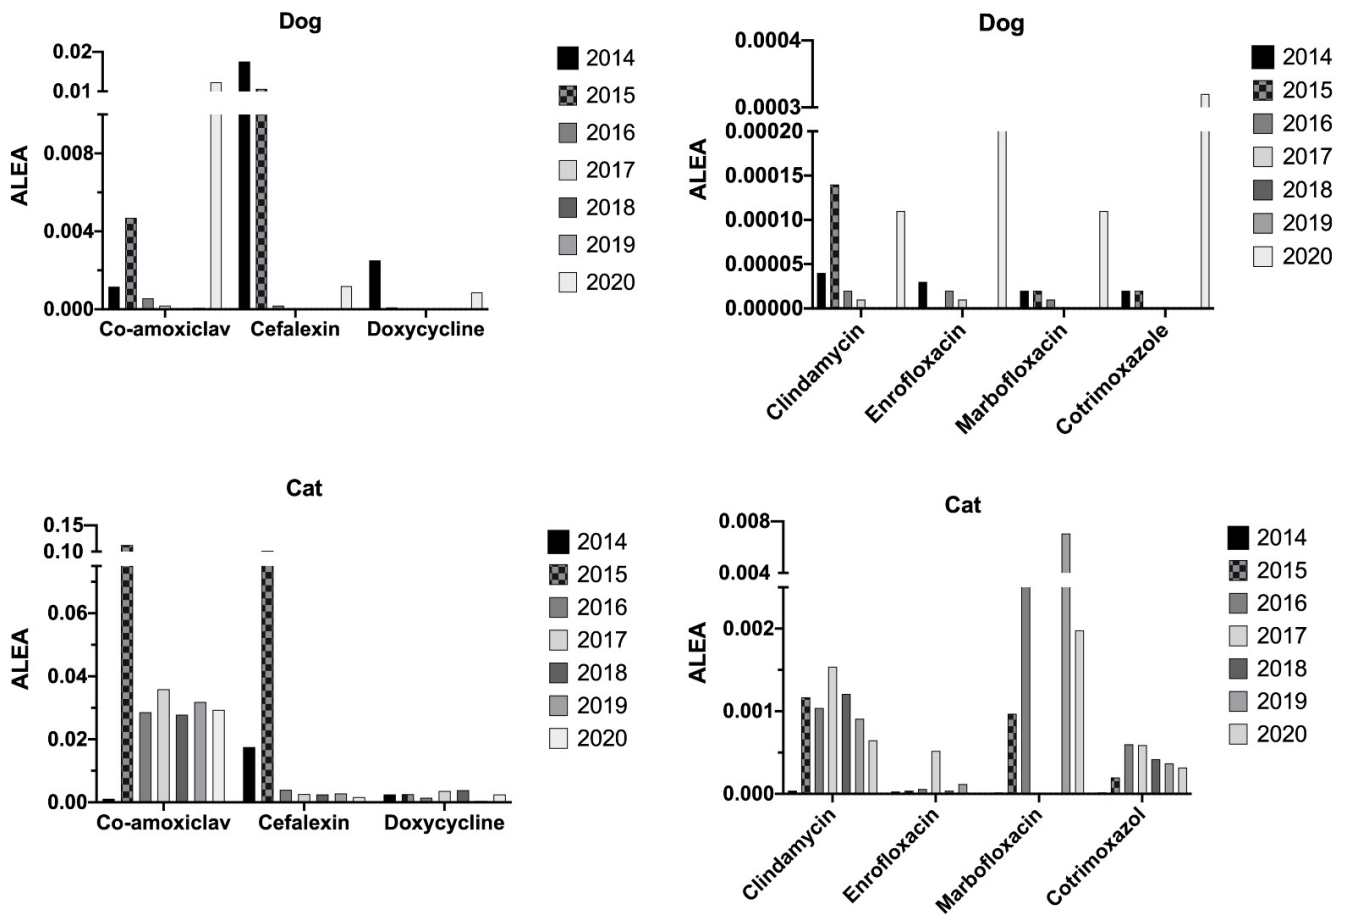 Dog
ALEA
0.02
0.01
0.008
0.004
0.000
Co-amoxiclav Cefalexin Doxycycline
2014
2015
2016
2017
2018
2019
2020
Dog
ALEA
0.0004
0.0003
0.00020
0.00015
0.00010
0.00005
0.00000
Clindamycin
Enrofloxacin
Marbofloxacin
Cotrimoxazole
2014
2015
2016
2017
2018
2019
2020
Cat
ALEA
0.15
0.10
0.06
0.04
0.02
0.00
Co-amoxiclav Cefalexin Doxycycline
2014
2015
2016
2017
2018
2019
2020
Cat
ALEA
0.008
0.004
0.002
0.001
0.000
Clindamycin
Enrofloxacin
Marbofloxacin
Cotrimoxazol
2014
2015
2016
2017
2018
2019
2020